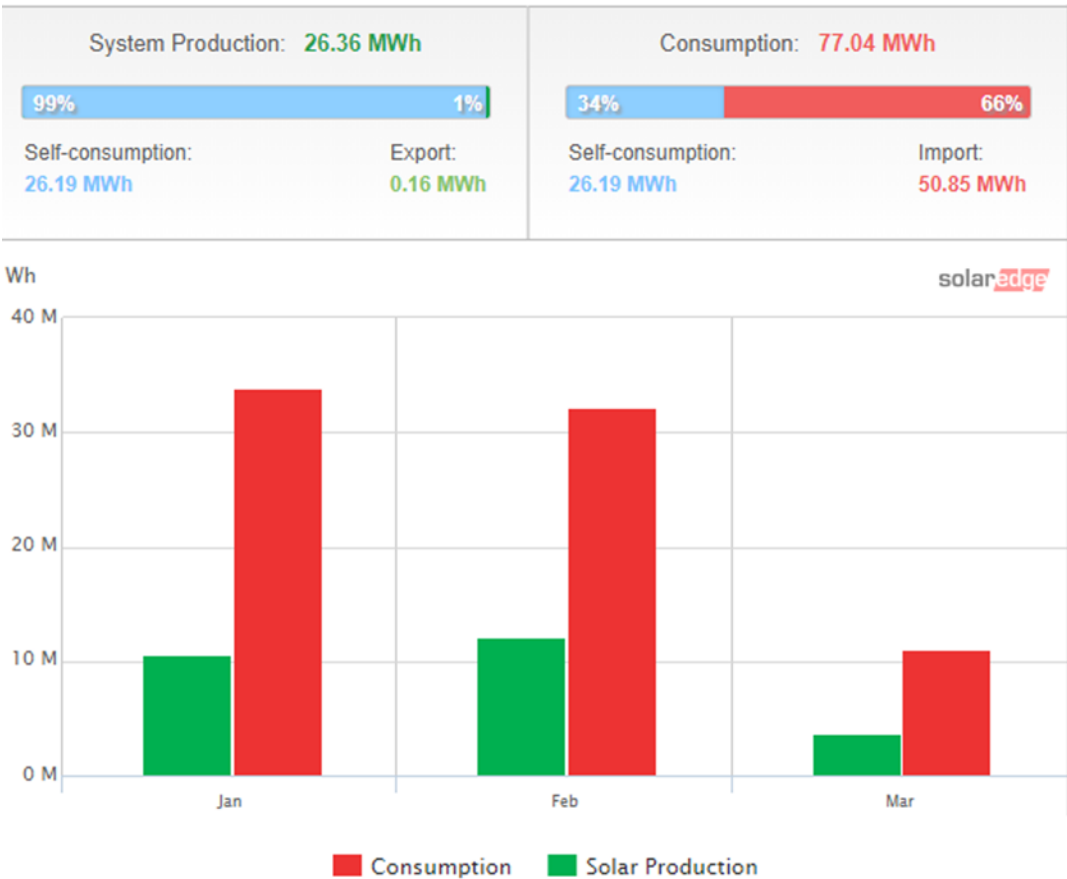 System Production: 26.36 MWh
99% 1%
Self-consumption: Export:
26.19 MWh 0.16 MWh
Consumption: 77.04 MWh
34% 66%
Self-consumption: Import:
26.19 MWh 50.85 MWh
Wh
solaredge
40 M
30 M
20 M
10 M
0 M
Jan Feb Mar
Consumption Solar Production